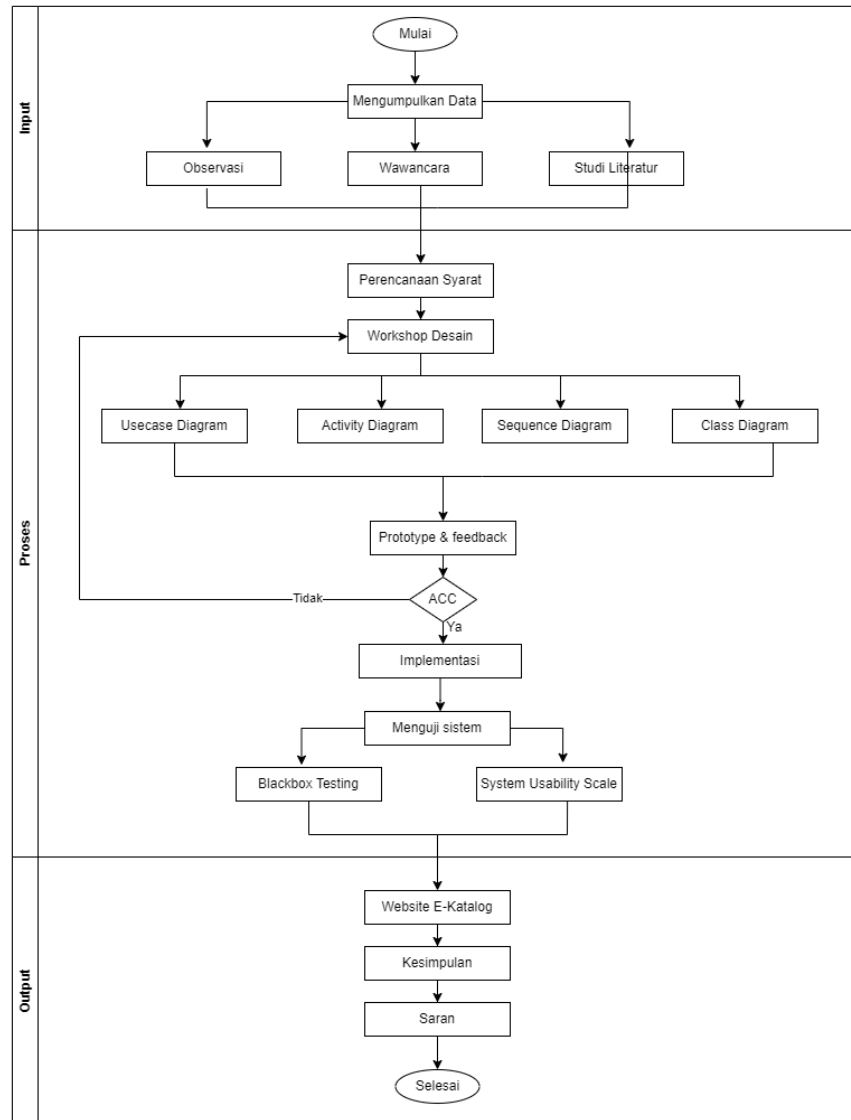 Input
Mulai
Mengumpulkan Data
Observasi
Wawancara
Studi Literatur
Proses
Perencanaan Syarat
Workshop Desain
Usecase Diagram
Activity Diagram
Sequence Diagram
Class Diagram
Prototype & feedback
ACC
Tidak
Ya
Implementasi
Menguji sistem
Blackbox Testing
System Usability Scale
Output
Website E-Katalog
Kesimpulan
Saran
Selesai